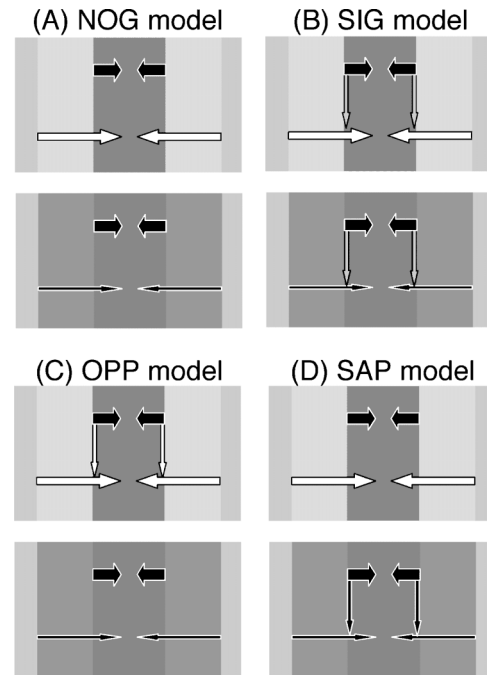 (A) NOG model
(B) SIG model
(C) OPP model
(D) SAP model